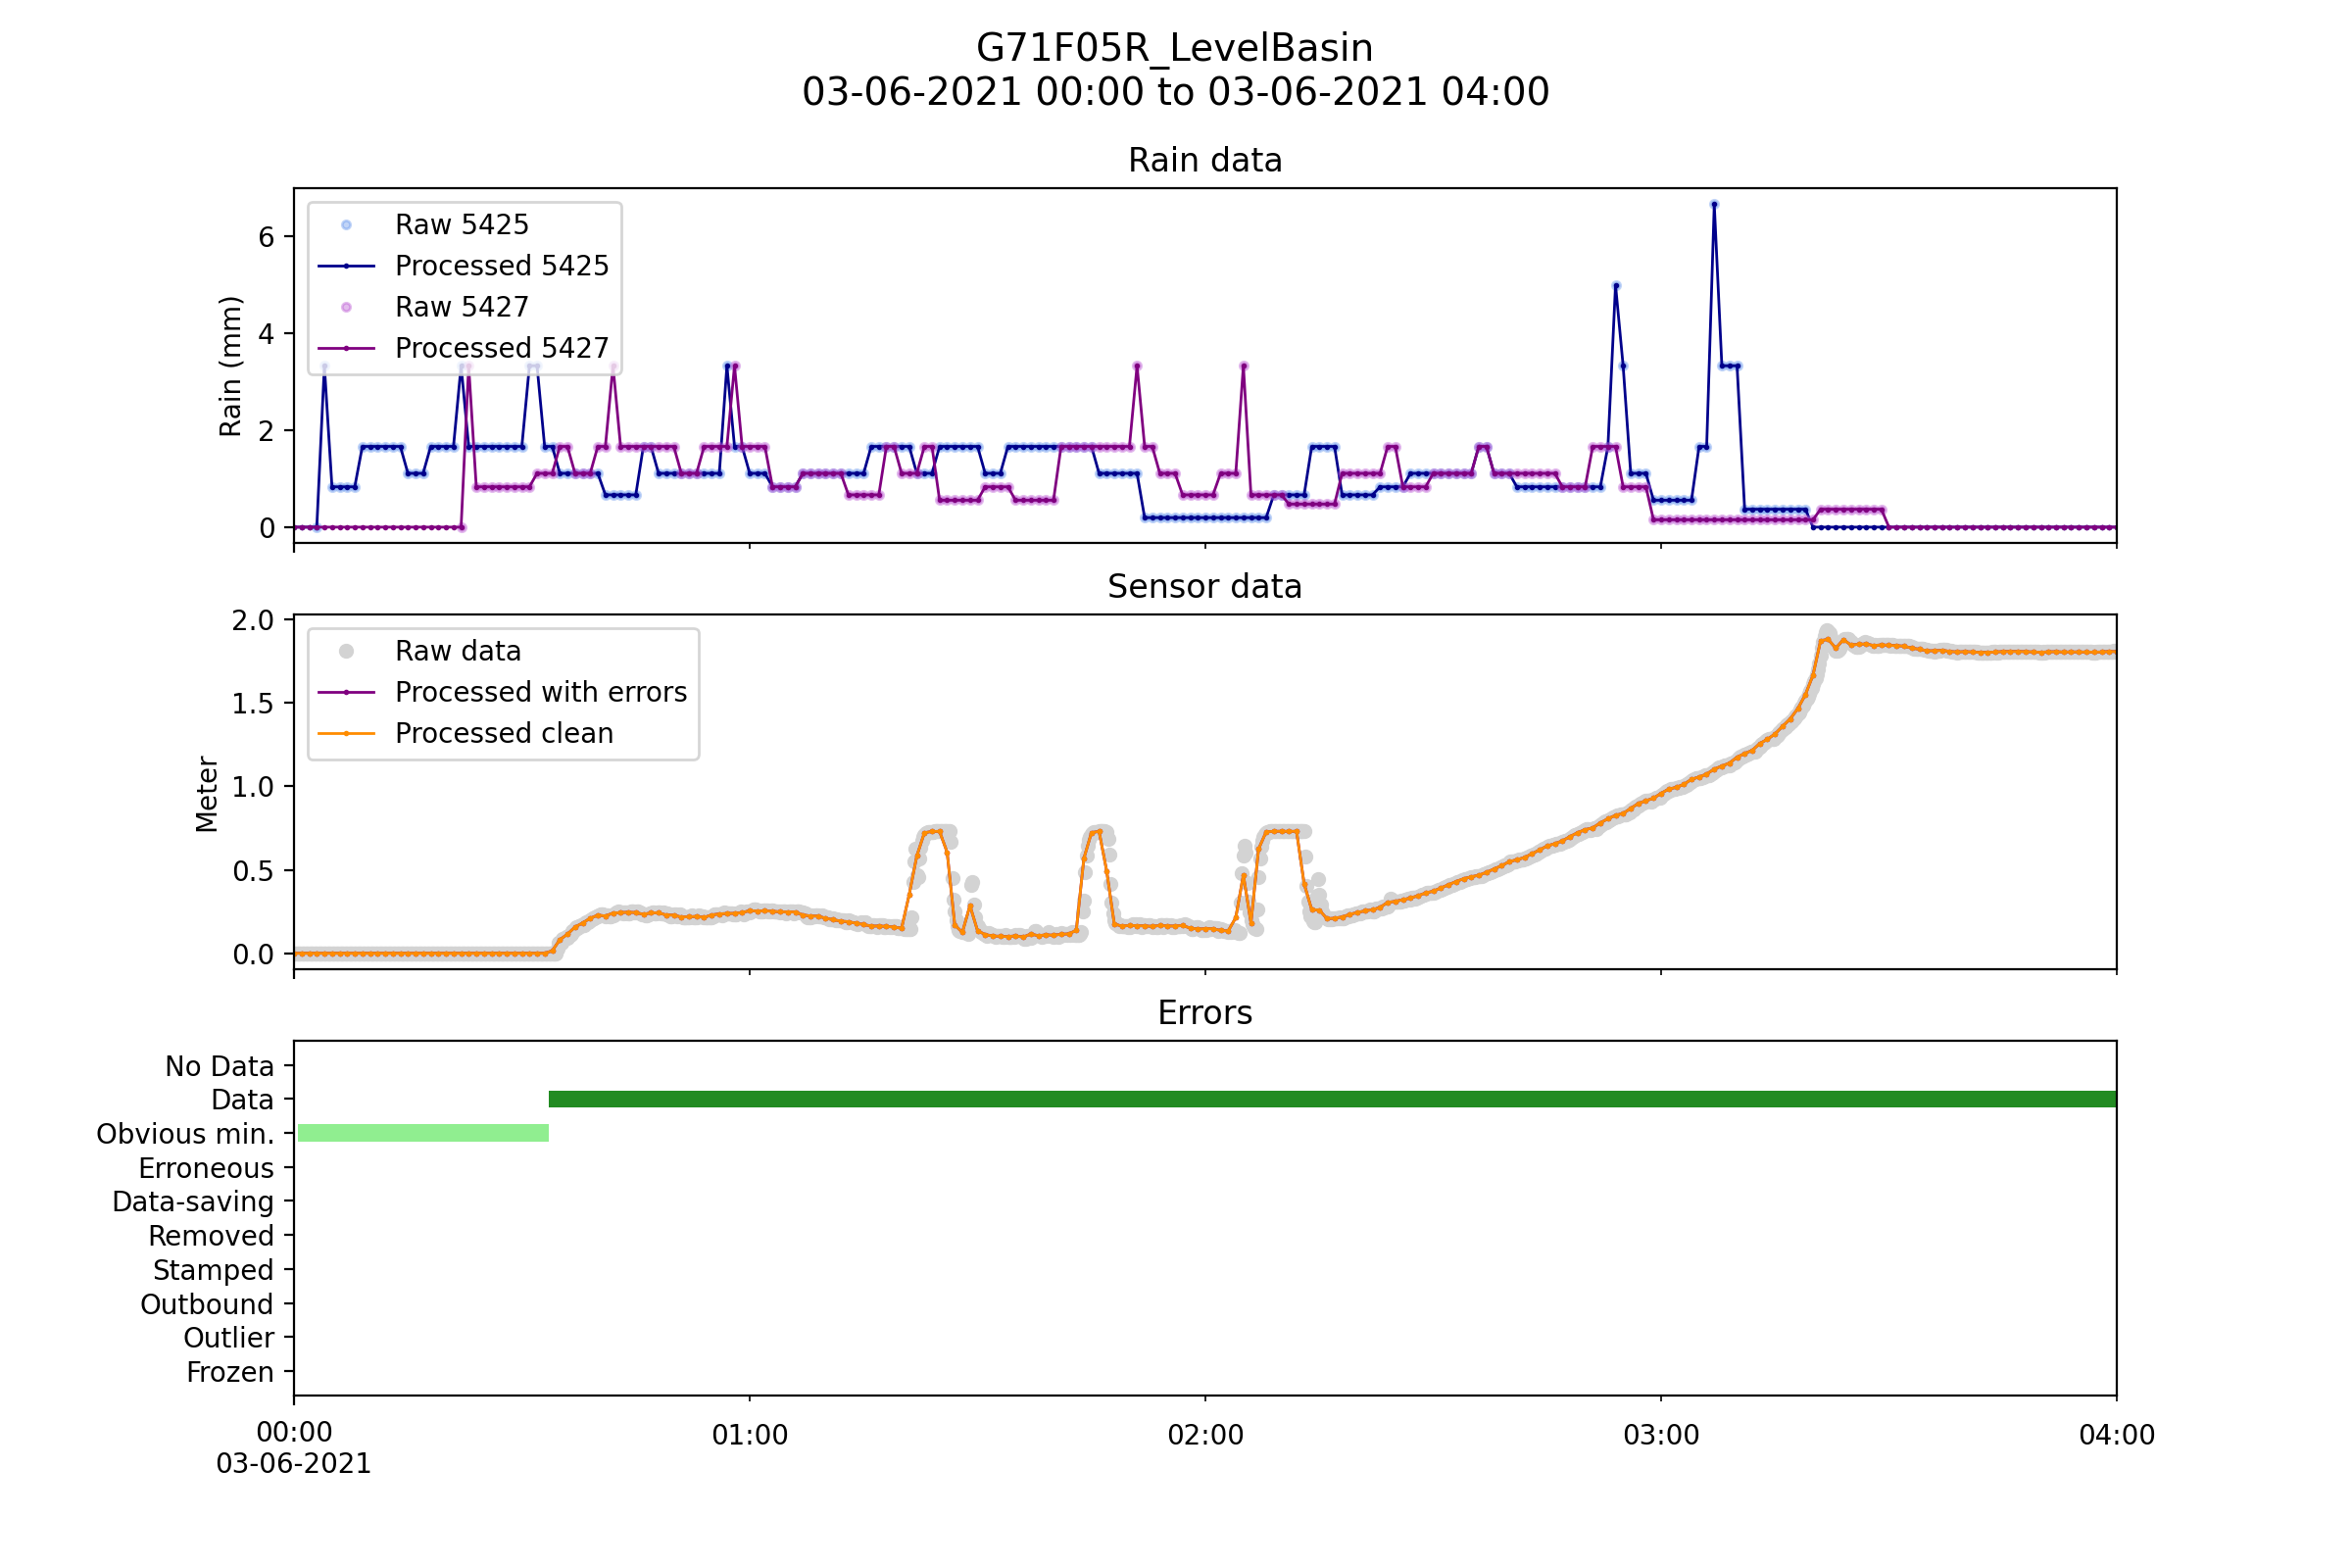 G71F05R_LevelBasin
03-06-2021 00:00 to 03-06-2021 04:00
Rain data
Rain (mm)
6
4
2
0
Raw 5425
Processed 5425
Raw 5427
Processed 5427
Sensor data
Meter
2.0
1.5
1.0
0.5
0.0
Raw data
Processed with errors
Processed clean
Errors
No Data
Data
Obvious min.
Erroneous
Data-saving
Removed
Stamped
Outbound
Outlier
Frozen
00:00 01:00 02:00 03:00 04:00
03-06-2021